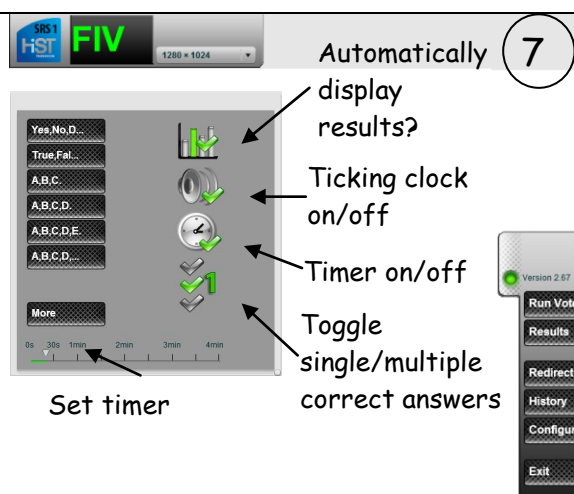 SRS1
HiST
FIV
1280 × 1024
7
Automatically
display
results?
Yes,No,D...
True,Fal...
A,B,C.
A,B,C,D.
A,B,C,D,E.
A,B,C,D,...
More
1
0s 30s 1min 2min 3min 4min
Ticking clock
on/off
Timer on/off
Toggle
single/multiple
correct answers
Set timer
Version 2.67
Run Vot
Results
Redirect
History
Configur
Exit